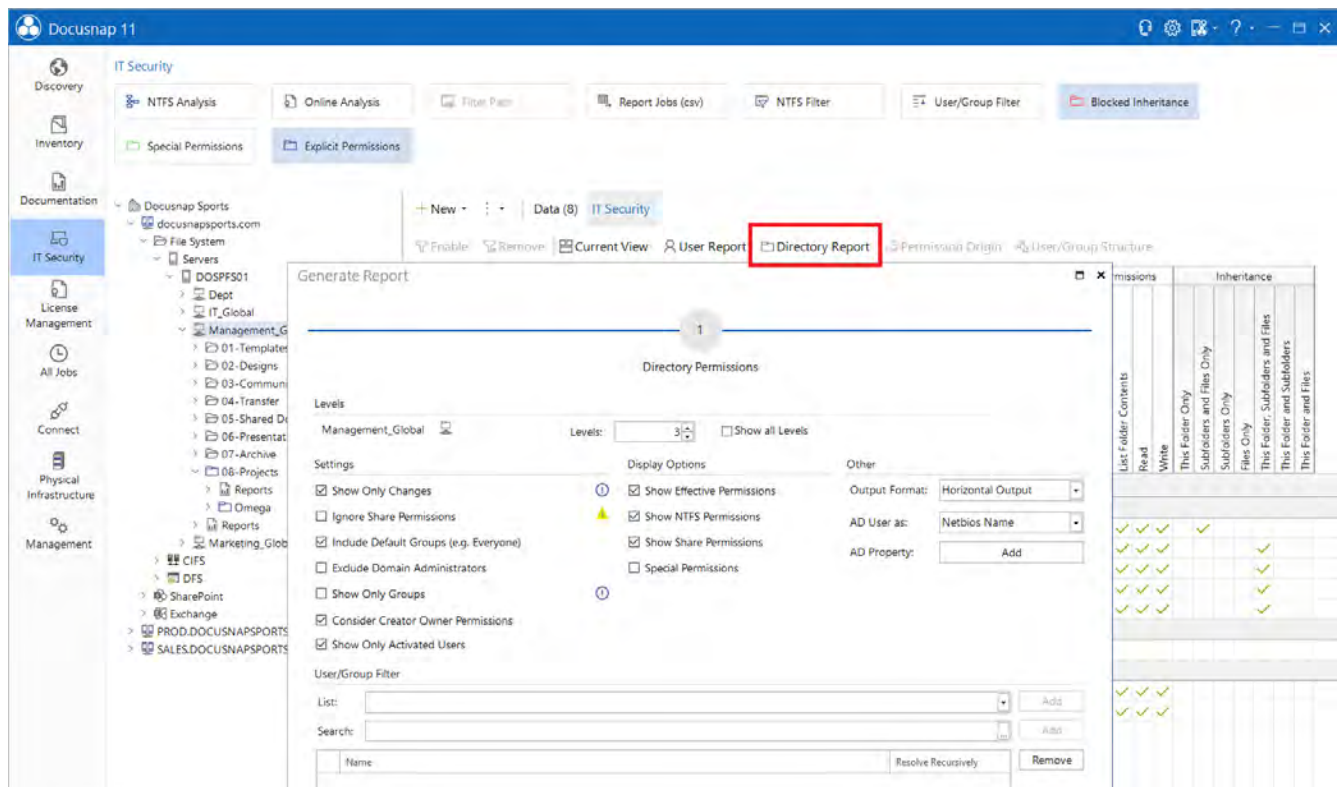 Docusnap 11
?
IT Security
Discovery
Inventory
Documentation
IT Security
License
Management
All Jobs
Connect
Physical
Infrastructure
Management
NTFS Analysis
Online Analysis
Filter Path
Report Jobs (csv)
NTFS Filter
User/Group Filter
Blocked Inheritance
Special Permissions
Explicit Permissions
Docusnap Sports
docusnapsports.com
File System
Servers
DOSPFS01
Dept
IT_Global
Management_G
01-Templates
02-Designs
03-Communi
04-Transfer
05-Shared Do
06-Presentat
07-Archive
08-Projects
Reports
Omega
Reports
Marketing_Glob
CIFS
DFS
SharePoint
Exchange
PROD.DOCUSNAPSPORTS
SALES.DOCUSNAPSPORTS
New
Data (8)
IT Security
Enable
Remove
Current View
User Report
Directory Report
Permission Origin
User/Group Structure
Generate Report
1
Directory Permissions
Levels
Management_Global
Levels:
3
Show all Levels
Settings
Show Only Changes
Ignore Share Permissions
Include Default Groups (e.g. Everyone)
Exclude Domain Administrators
Show Only Groups
Consider Creator Owner Permissions
Show Only Activated Users
Display Options
Show Effective Permissions
Show NTFS Permissions
Show Share Permissions
Special Permissions
Other
Output Format:
Horizontal Output
AD User as:
Netbios Name
AD Property:
Add
User/Group Filter
List:
Add
Search:
...
Add
Name
Resolve Recursively
Remove
missions
Inheritance
List Folder Contents
Read
Write
This Folder Only
Subfolders and Files Only
Subfolders Only
Files Only
This Folder, Subfolders and Files
This Folder and Subfolders
This Folder and Files